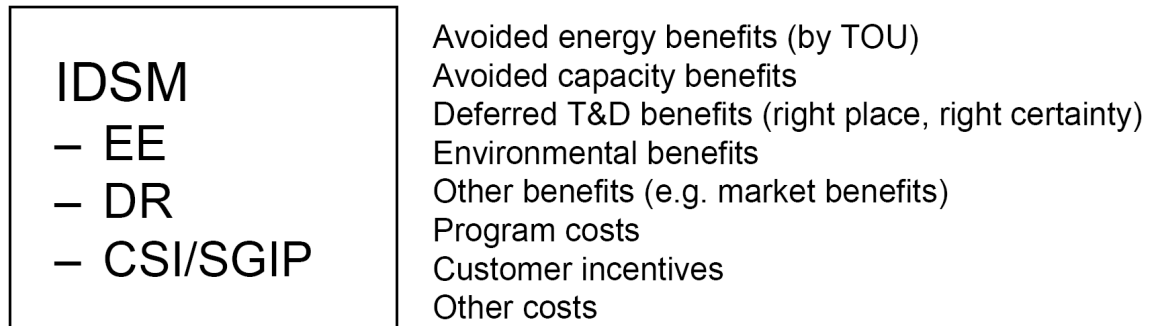 IDSM
– EE
– DR
– CSI/SGIP
Avoided energy benefits (by TOU)
Avoided capacity benefits
Deferred T&D benefits (right place, right certainty)
Environmental benefits
Other benefits (e.g. market benefits)
Program costs
Customer incentives
Other costs